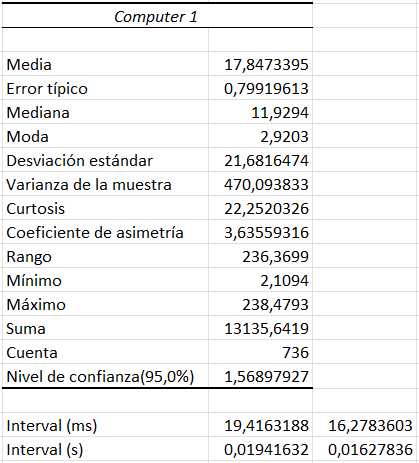 Computer 1
Media 17,8473395
Error típico 0,79919613
Mediana 11,9294
Moda 2,9203
Desviación estándar 21,6816474
Varianza de la muestra 470,093833
Curtosis 22,2520326
Coeficiente de asimetría 3,63559316
Rango 236,3699
Mínimo 2,1094
Máximo 238,4793
Suma 13135,6419
Cuenta 736
Nivel de confianza(95,0%) 1,56897927
Interval (ms) 19,4163188 16,2783603
Interval (s) 0,01941632 0,01627836